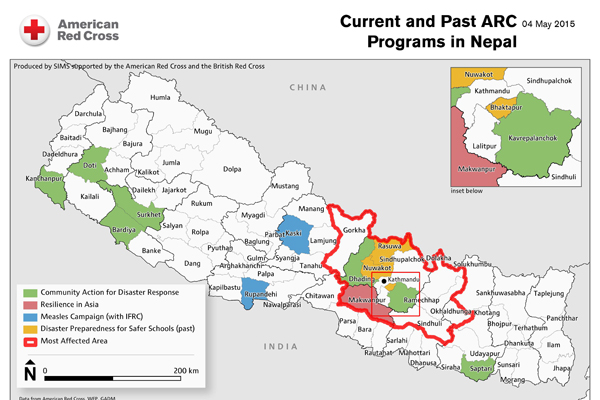 American
Red Cross
Current and Past ARC 04 May 2015
Programs in Nepal
Produced by SIMS supported by the American Red Cross and the British Red Cross
CHINA
Nuwakot
Sindhupalchok
Kathmandu
Bhaktapur
Kavrepalanchok
Lalitpur
Makwanpur
Sindhuli
inset below
Humla
Darchula
Bajhang
Mugu
Baitadi
Bajura
Dadeldhura
Doti
Jumla
Achham
Kalikot
Dolpa
Kanchanpur
Kailali
Dailekh
Jajarkot
Mustang
Surkhet
Rukum
Manang
Bardiya
Salyan
Myagdi
Gorkha
Rolpa
Parbat
Kaski
Baglung
Lamjung
Rasuwa
Banke
Pyuthan
Gulmi
Syangja
Sindhupalchok
Dolakha
Dang
Arghakhanchi
Tanahu
Nuwakot
Solukhumbu
Palpa
Dhading
Kathmandu
Kapilbastu
Rupandehi
Chitawan
Makwanpur
Ramechhap
Sankhuwasabha
Taplejung
Nawalparasi
Okhaldhunga
Khotang
Panchthar
Parsa
Sindhuli
Bhojpur
Terhathum
Bara
Dhankuta
Ilam
Sarlahi
Udayapur
Rautahat
Mahottari
Sunsari
Jhapa
Dhanusa
Siraha
Saptari
Morang
INDIA
Community Action for Disaster Response
Resilience in Asia
Measles Campaign (with IFRC)
Disaster Preparedness for Safer Schools (past)
Most Affected Area
N
0
200 km
Data from American Red Cross, WFP, GADM